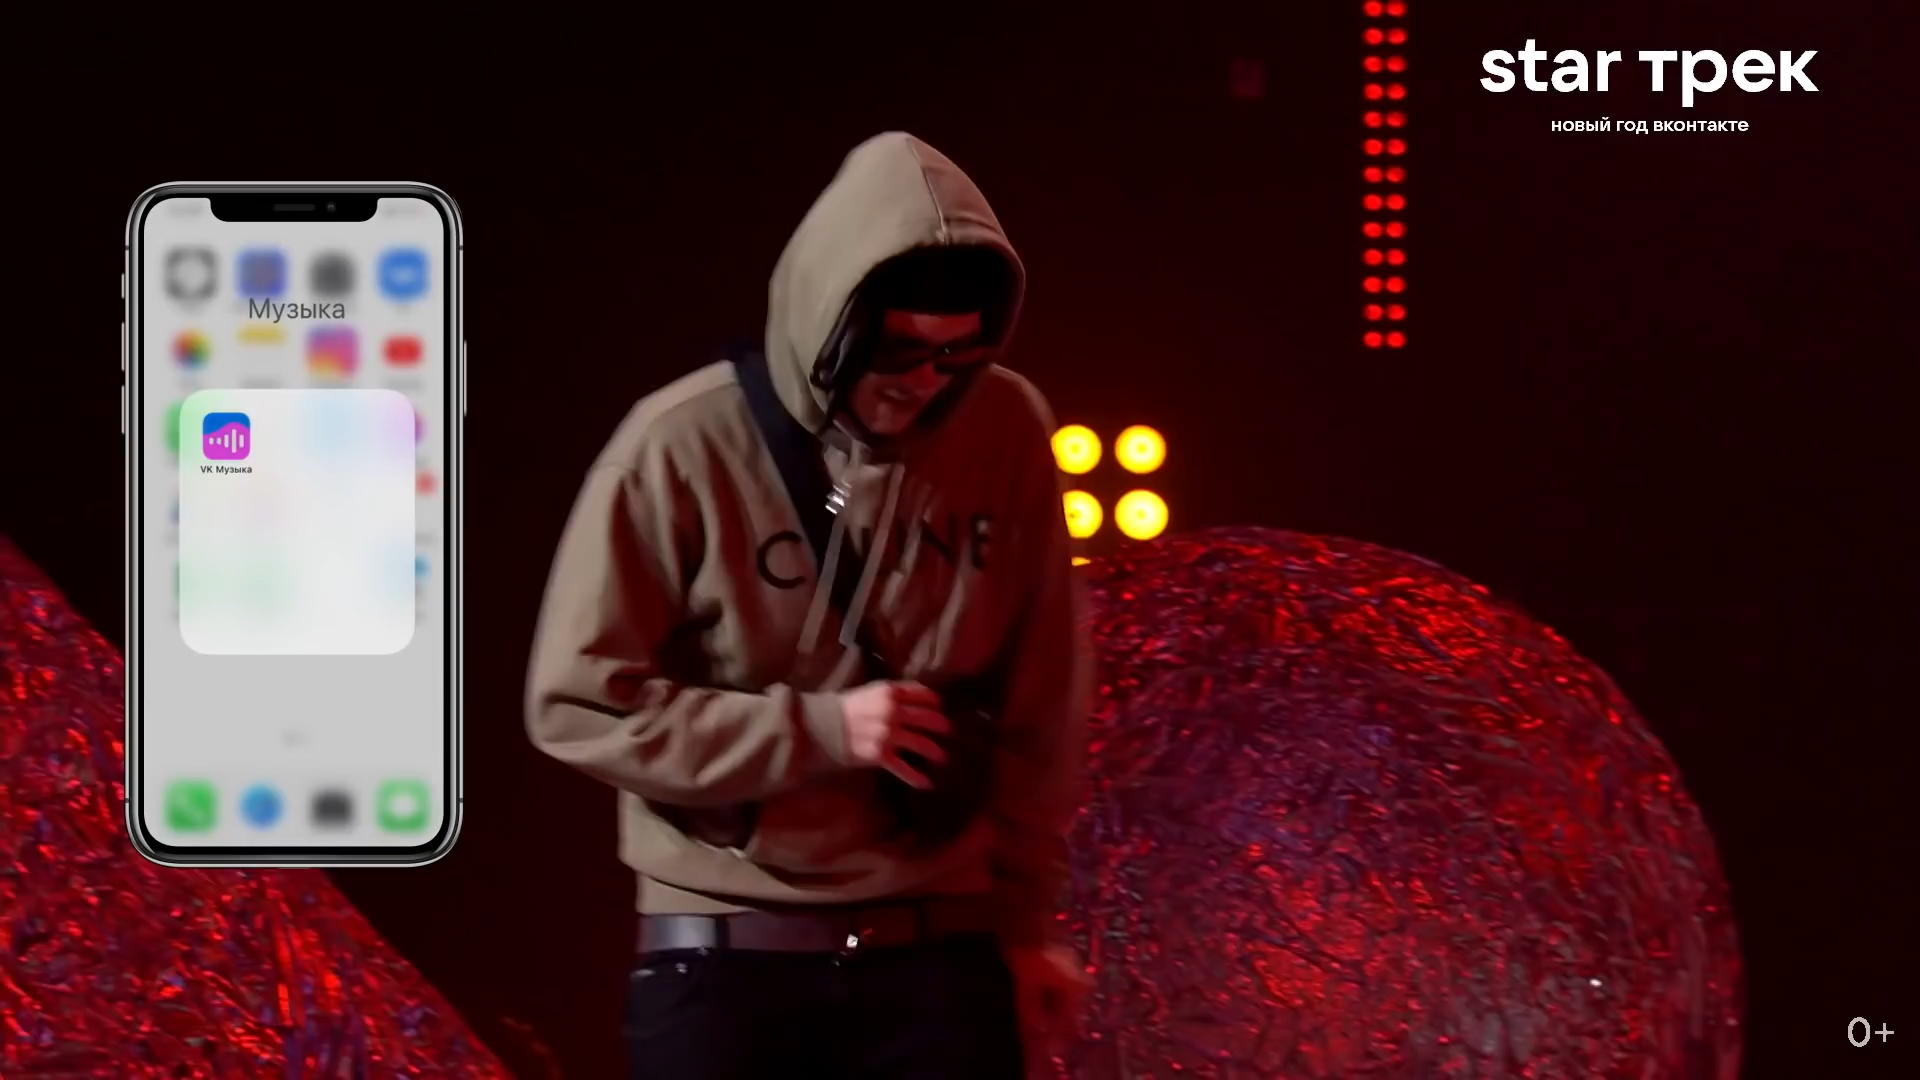 star трек
новый год вконтакте
Музыка
VK Музыка
0+